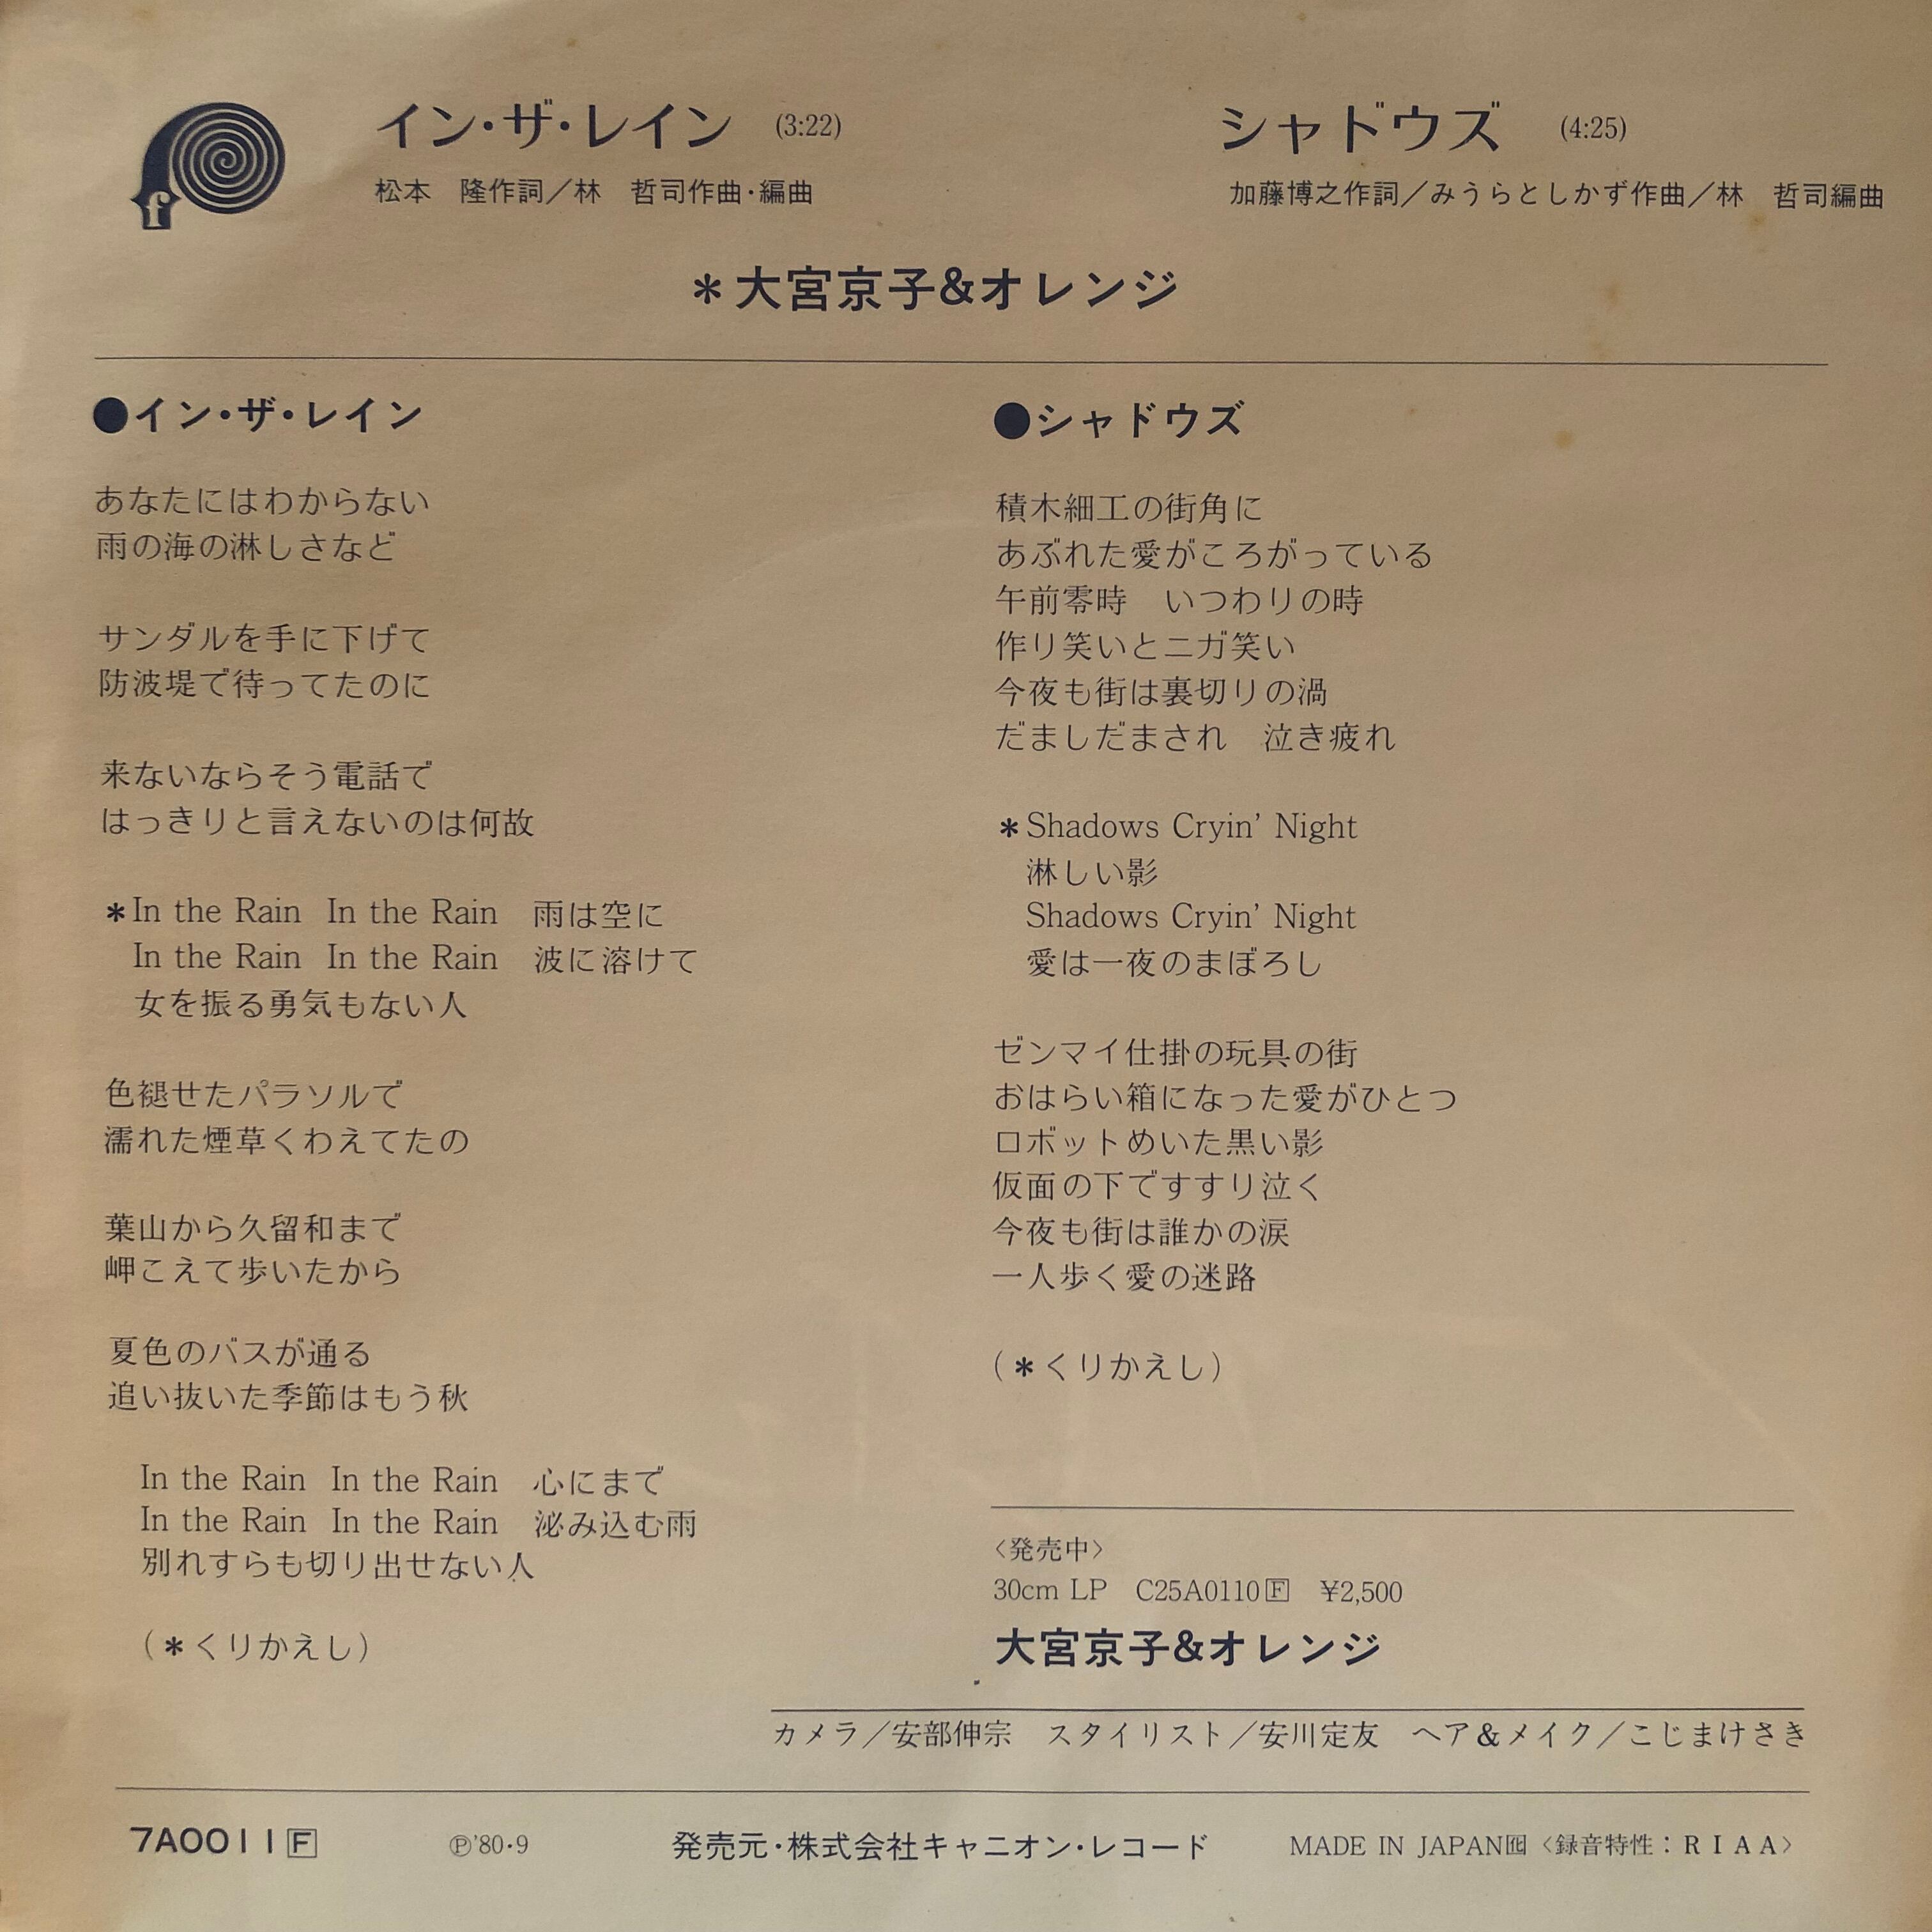 f
イン・ザ・レイン (3:22)
松本 隆作詞／林 哲司作曲・編曲
シャドウズ (4:25)
加藤博之作詞／みうらとしかず作曲／林 哲司編曲
＊大宮京子&オレンジ
●イン・ザ・レイン
あなたにはわからない
雨の海の淋しさなど
サンダルを手に下げて
防波堤で待ってたのに
来ないならそう電話で
はっきりと言えないのは何故
＊In the Rain In the Rain 雨は空に
In the Rain In the Rain 波に溶けて
女を振る勇気もない人
色褪せたパラソルで
濡れた煙草くわえてたの
葉山から久留和まで
岬こえて歩いたから
夏色のバスが通る
追い抜いた季節はもう秋
In the Rain In the Rain 心にまで
In the Rain In the Rain 泌み込む雨
別れすらも切り出せない人
（＊くりかえし）
●シャドウズ
積木細工の街角に
あぶれた愛がころがっている
午前零時 いつわりの時
作り笑いとニガ笑い
今夜も街は裏切りの渦
だましだまされ 泣き疲れ
＊Shadows Cryin’ Night
淋しい影
Shadows Cryin’ Night
愛は一夜のまぼろし
ゼンマイ仕掛の玩具の街
おはらい箱になった愛がひとつ
ロボットめいた黒い影
仮面の下ですすり泣く
今夜も街は誰かの涙
一人歩く愛の迷路
（＊くりかえし）
〈発売中〉
30cm LP C25A0110🄵 ¥2,500
大宮京子&オレンジ
カメラ／安部伸宗 スタイリスト／安川定友 ヘア&メイク／こじまけさき
7A0011🄵 ℗'80・9 発売元・株式会社キャニオン・レコード MADE IN JAPAN 〈録音特性：RIAA〉